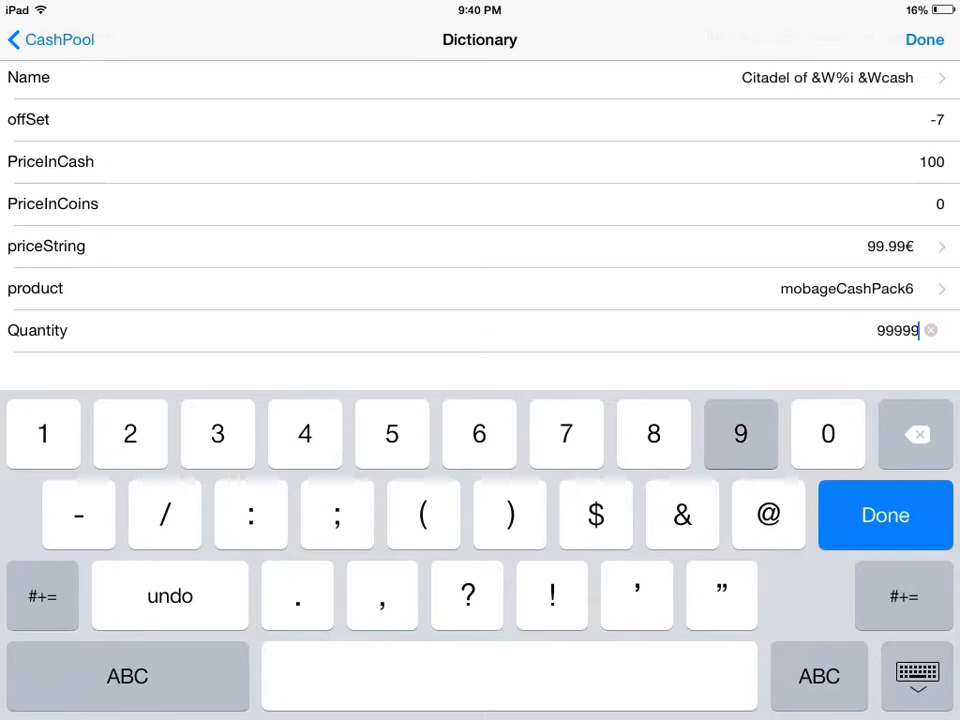 iPad 9:40 PM 16%
CashPool Dictionary Done
Name Citadel of &W%i &Wcash
offSet -7
PriceInCash 100
PriceInCoins 0
priceString 99.99€
product mobageCashPack6
Quantity 99999
1 2 3 4 5 6 7 8 9 0
- / : ; ( ) $ & @ Done
#+= undo . , ? ! ' " #+=
ABC ABC